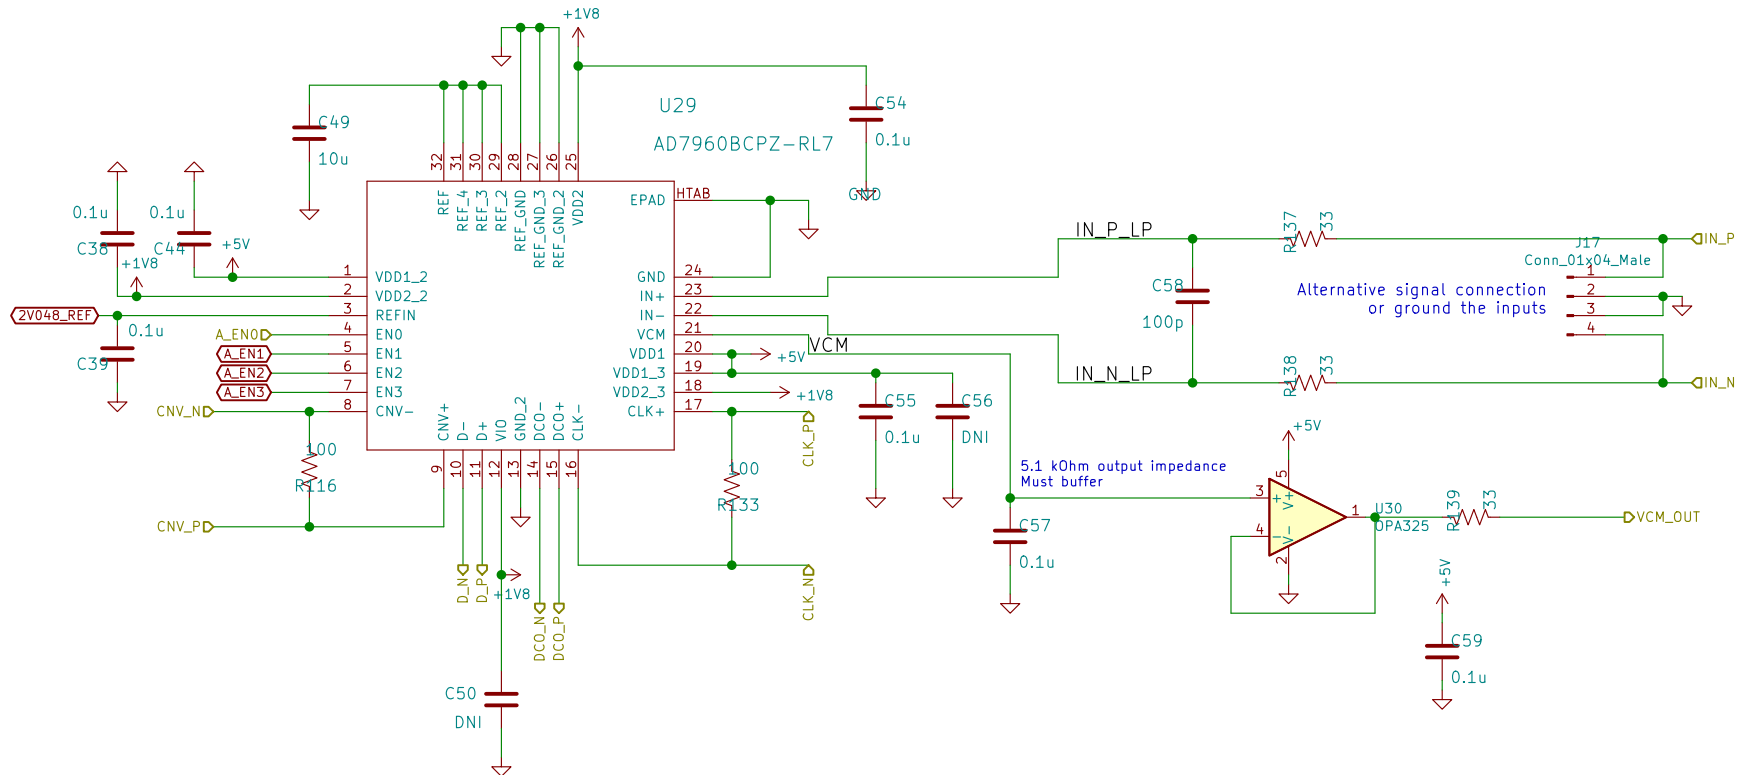 +1V8
C49
10u
U29
AD7960BCPZ-RL7
C54
0.1u
GND
32
31
30
29
28
27
26
25
REF
REF_4
REF_3
REF_2
REF_GND
REF_GND_3
REF_GND_2
VDD2
0.1u
C38
0.1u
C44
+5V
+1V8
2V048_REF
0.1u
C39
A_EN0
A_EN1
A_EN2
A_EN3
CNV_N
100
R116
CNV_P
1
2
3
4
5
6
7
8
VDD1_2
VDD2_2
REFIN
EN0
EN1
EN2
EN3
CNV-
EPAD
GND
IN+
IN-
VCM
VDD1
VDD1_3
VDD2_3
CLK+
HTAB
24
23
22
21
20
19
18
17
CNV+
D-
D+
VIO
GND_2
DCO-
DCO+
CLK-
9
10
11
12
13
14
15
16
D_N
D_P
+1V8
DCO_N
DCO_P
C50
DNI
VCM
+5V
+1V8
100
R133
CLK_P
CLK_N
C55
0.1u
C56
DNI
IN_P_LP
IN_N_LP
C58
100p
R137
33
R138
33
J17
Conn_01x04_Male
1
2
3
4
Alternative signal connection
or ground the inputs
IN_P
IN_N
5.1 kOhm output impedance
Must buffer
C57
0.1u
+5V
3
4
5
2
1
+
-
V+
V-
U30
OPA325
R139
33
VCM_OUT
+5V
C59
0.1u